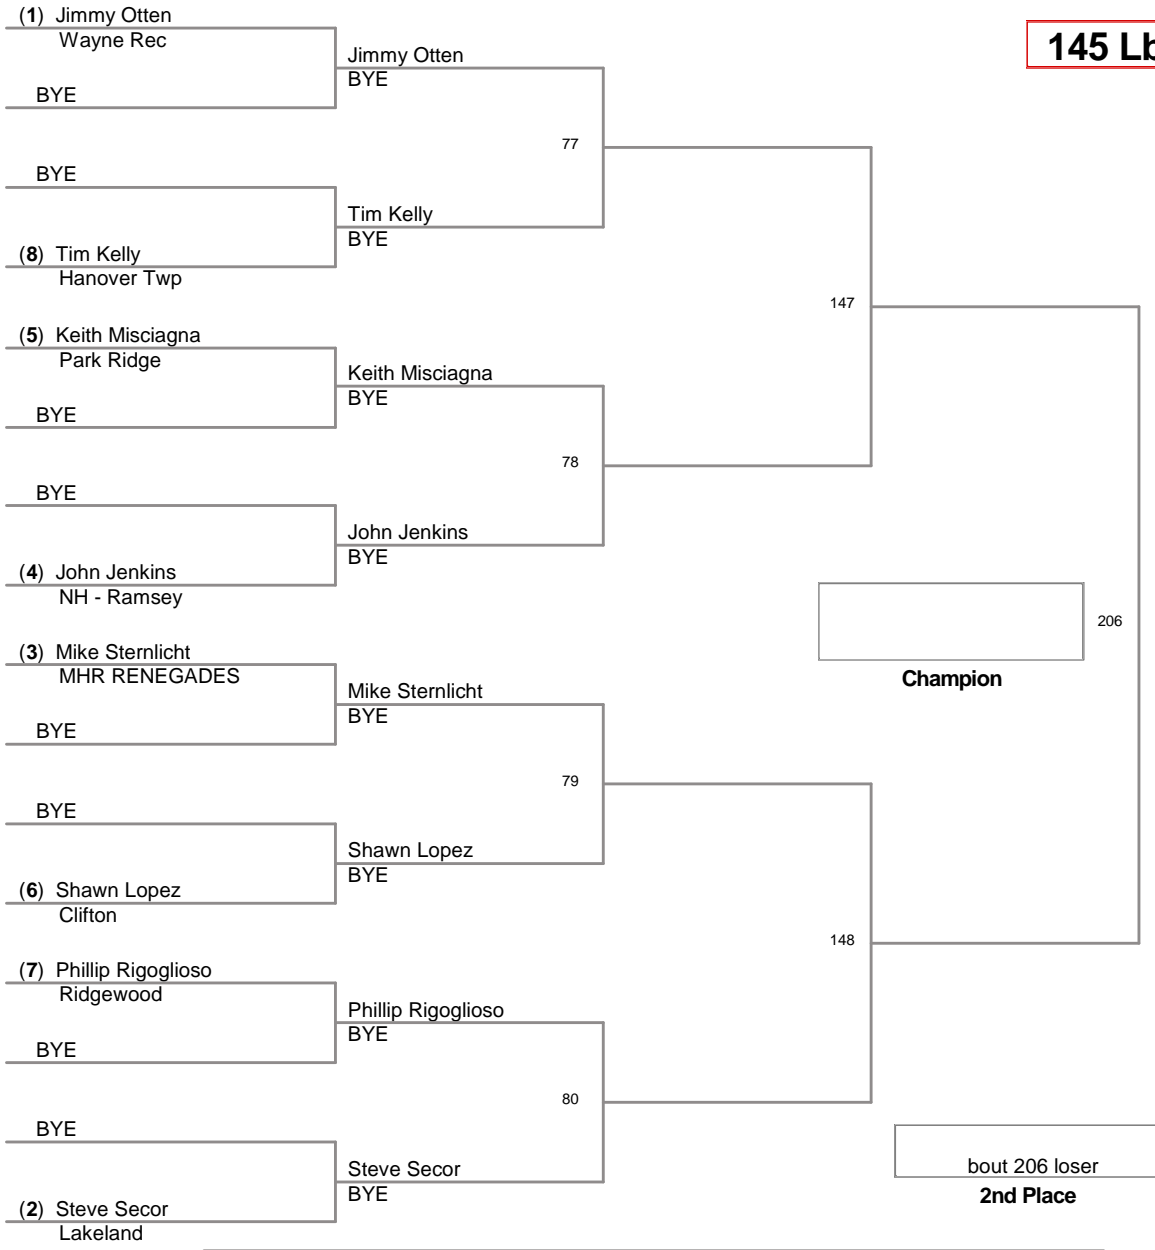 (1) Jimmy Otten
Wayne Rec
Jimmy Otten
BYE
BYE
145 Lb
77
BYE
Tim Kelly
BYE
(8) Tim Kelly
Hanover Twp
147
(5) Keith Misciagna
Park Ridge
Keith Misciagna
BYE
BYE
78
BYE
John Jenkins
BYE
(4) John Jenkins
NH - Ramsey
206
Champion
(3) Mike Sternlicht
MHR RENEGADES
Mike Sternlicht
BYE
BYE
79
BYE
Shawn Lopez
BYE
(6) Shawn Lopez
Clifton
148
(7) Phillip Rigoglioso
Ridgewood
Phillip Rigoglioso
BYE
BYE
80
BYE
Steve Secor
BYE
(2) Steve Secor
Lakeland
bout 206 loser
2nd Place